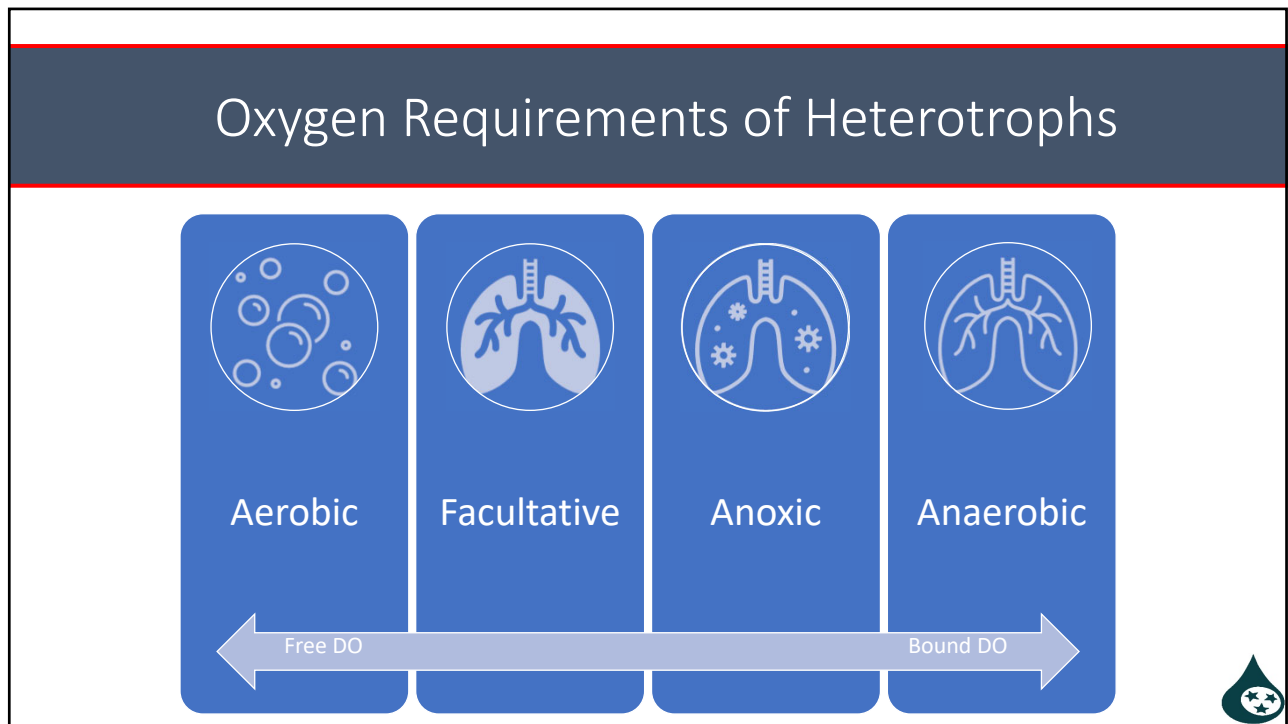 Oxygen Requirements of Heterotrophs
Aerobic
Facultative
Anoxic
Anaerobic
Free DO
Bound DO